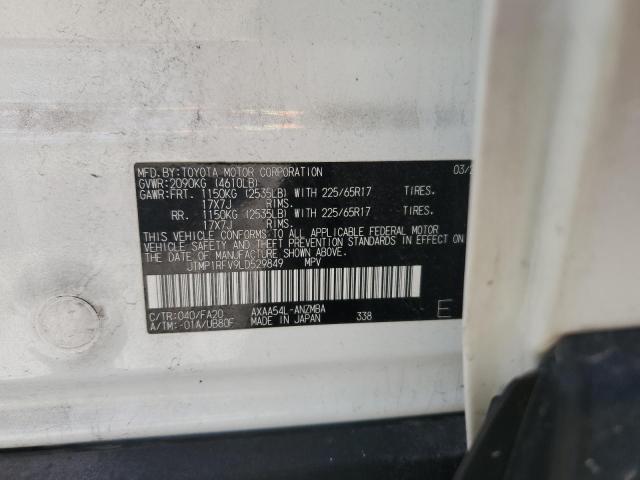 MFD.BY:TOYOTA MOTOR CORPORATION 03/2
GVWR:2090KG (4610LB)
GAWR:FRT. 1150KG (2535LB) WITH 225/65R17 TIRES.
17X7J RIMS.
RR. 1150KG (2535LB) WITH 225/65R17 TIRES.
17X7J RIMS.
THIS VEHICLE CONFORMS TO ALL APPLICABLE FEDERAL MOTOR
VEHICLE SAFETY AND THEFT PREVENTION STANDARDS IN EFFECT ON
THE DATE OF MANUFACTURE SHOWN ABOVE.
JTMP1RFV9LD529849 MPV
C/TR:040/FA20 AXAA54L-ANZMBA
A/TM:-01A/UB80F MADE IN JAPAN 338 E